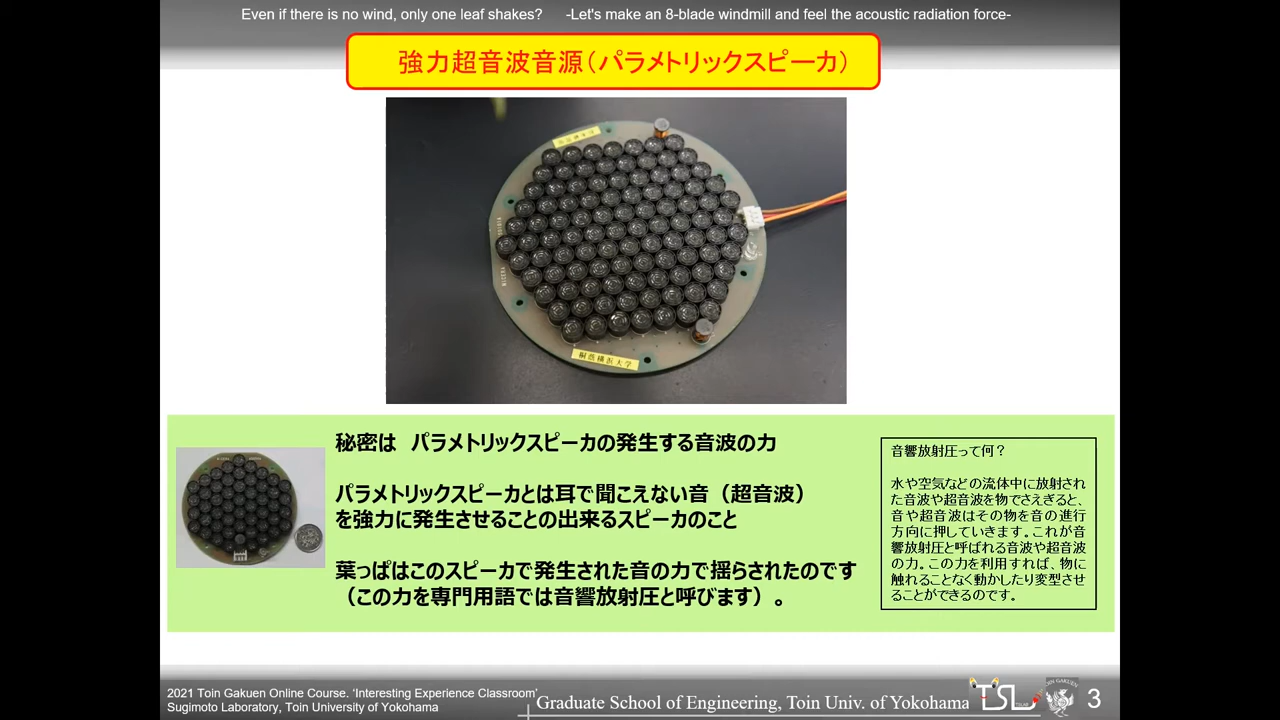 Even if there is no wind, only one leaf shakes? -Let's make an 8-blade windmill and feel the acoustic radiation force-
強力超音波音源（パラメトリックスピーカ）
桐蔭横浜大学
秘密は パラメトリックスピーカの発生する音波の力
パラメトリックスピーカとは耳で聞こえない音（超音波）
を強力に発生させることの出来るスピーカのこと
葉っぱはこのスピーカで発生された音の力で揺らされたのです
（この力を専門用語では音響放射圧と呼びます）。
音響放射圧って何？
水や空気などの流体中に放射され
た音波や超音波を物でさえぎると、
音や超音波はその物を音の進行
方向に押していきます。これが音
響放射圧と呼ばれる音波や超音波
の力。この力を利用すれば、物に
触れることなく動かしたり変型させ
ることができるのです。
2021 Toin Gakuen Online Course. ‘Interesting Experience Classroom’
Sugimoto Laboratory, Toin University of Yokohama
Graduate School of Engineering, Toin Univ. of Yokohama
TSL
TOIN GAKUEN
3